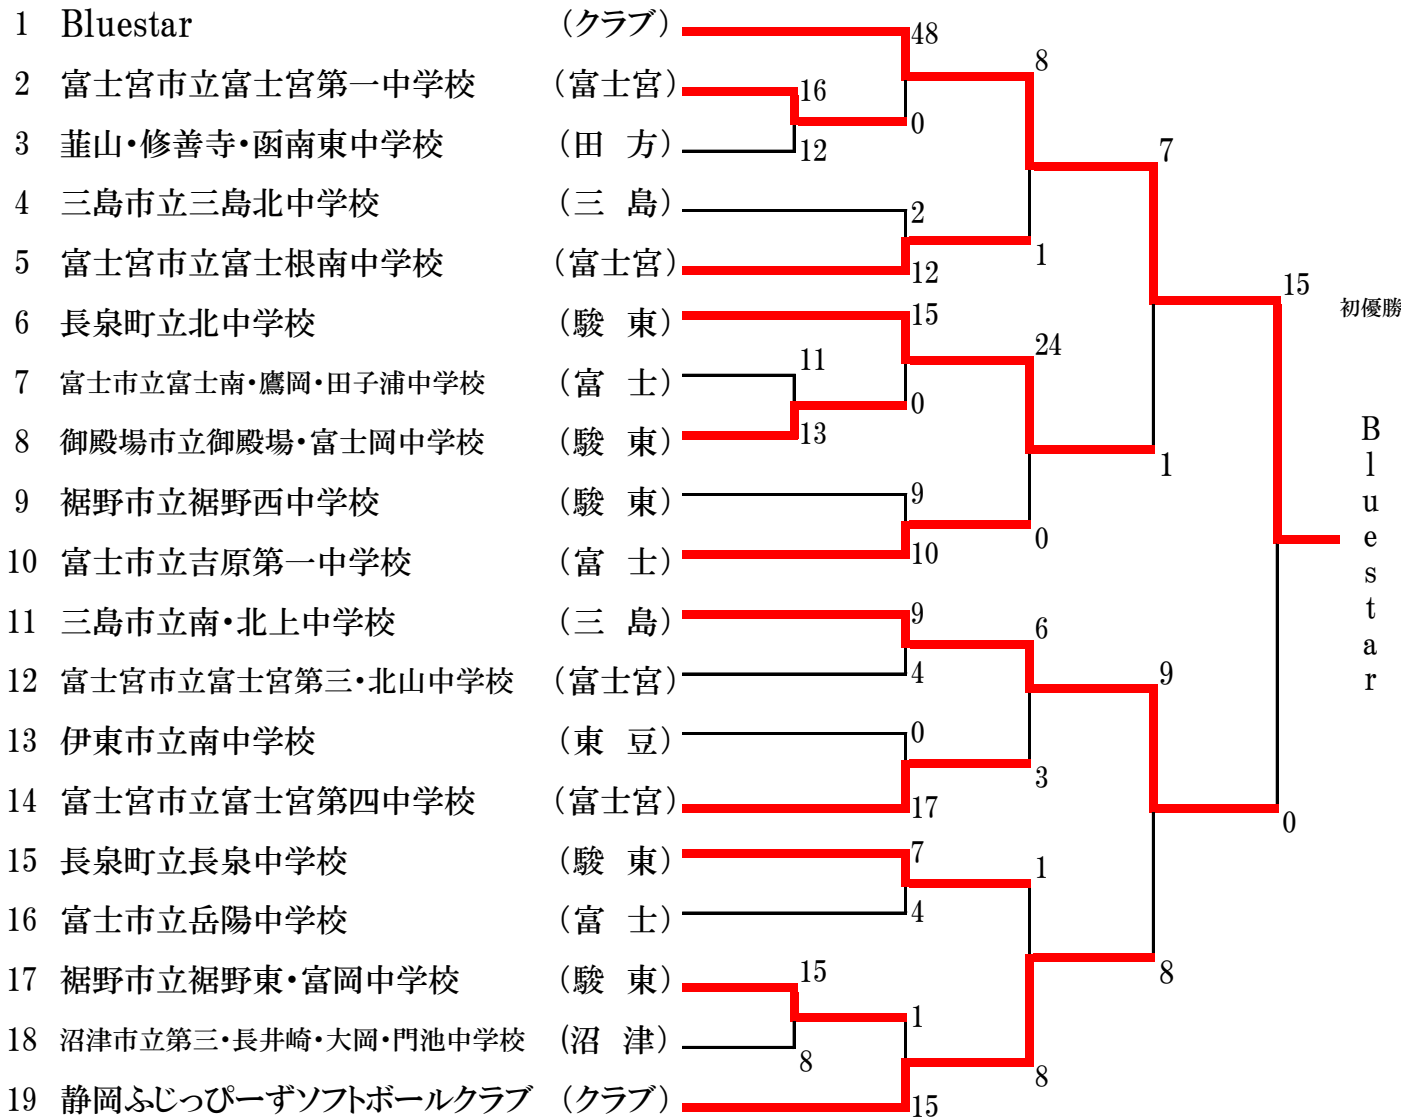 1 Bluestar (クラブ) 48
8
2 富士宮市立富士宮第一中学校 (富士宮) 16
0
3 韮山・修善寺・函南東中学校 (田 方) 12
7
4 三島市立三島北中学校 (三 島) 2
1
5 富士宮市立富士根南中学校 (富士宮) 12
15
初優勝
6 長泉町立北中学校 (駿 東) 15
24
7 富士市立富士南・鷹岡・田子浦中学校 (富 士) 11
0
8 御殿場市立御殿場・富士岡中学校 (駿 東) 13
1
9 裾野市立裾野西中学校 (駿 東) 9
0
10 富士市立吉原第一中学校 (富 士) 10
Bluestar
11 三島市立南・北上中学校 (三 島) 9
6
12 富士宮市立富士宮第三・北山中学校 (富士宮) 4
9
13 伊東市立南中学校 (東 豆) 0
3
14 富士宮市立富士宮第四中学校 (富士宮) 17
0
15 長泉町立長泉中学校 (駿 東) 7
1
16 富士市立岳陽中学校 (富 士) 4
17 裾野市立裾野東・富岡中学校 (駿 東) 15
8
1
18 沼津市立第三・長井崎・大岡・門池中学校 (沼 津) 8
8
19 静岡ふじっぴーずソフトボールクラブ (クラブ) 15